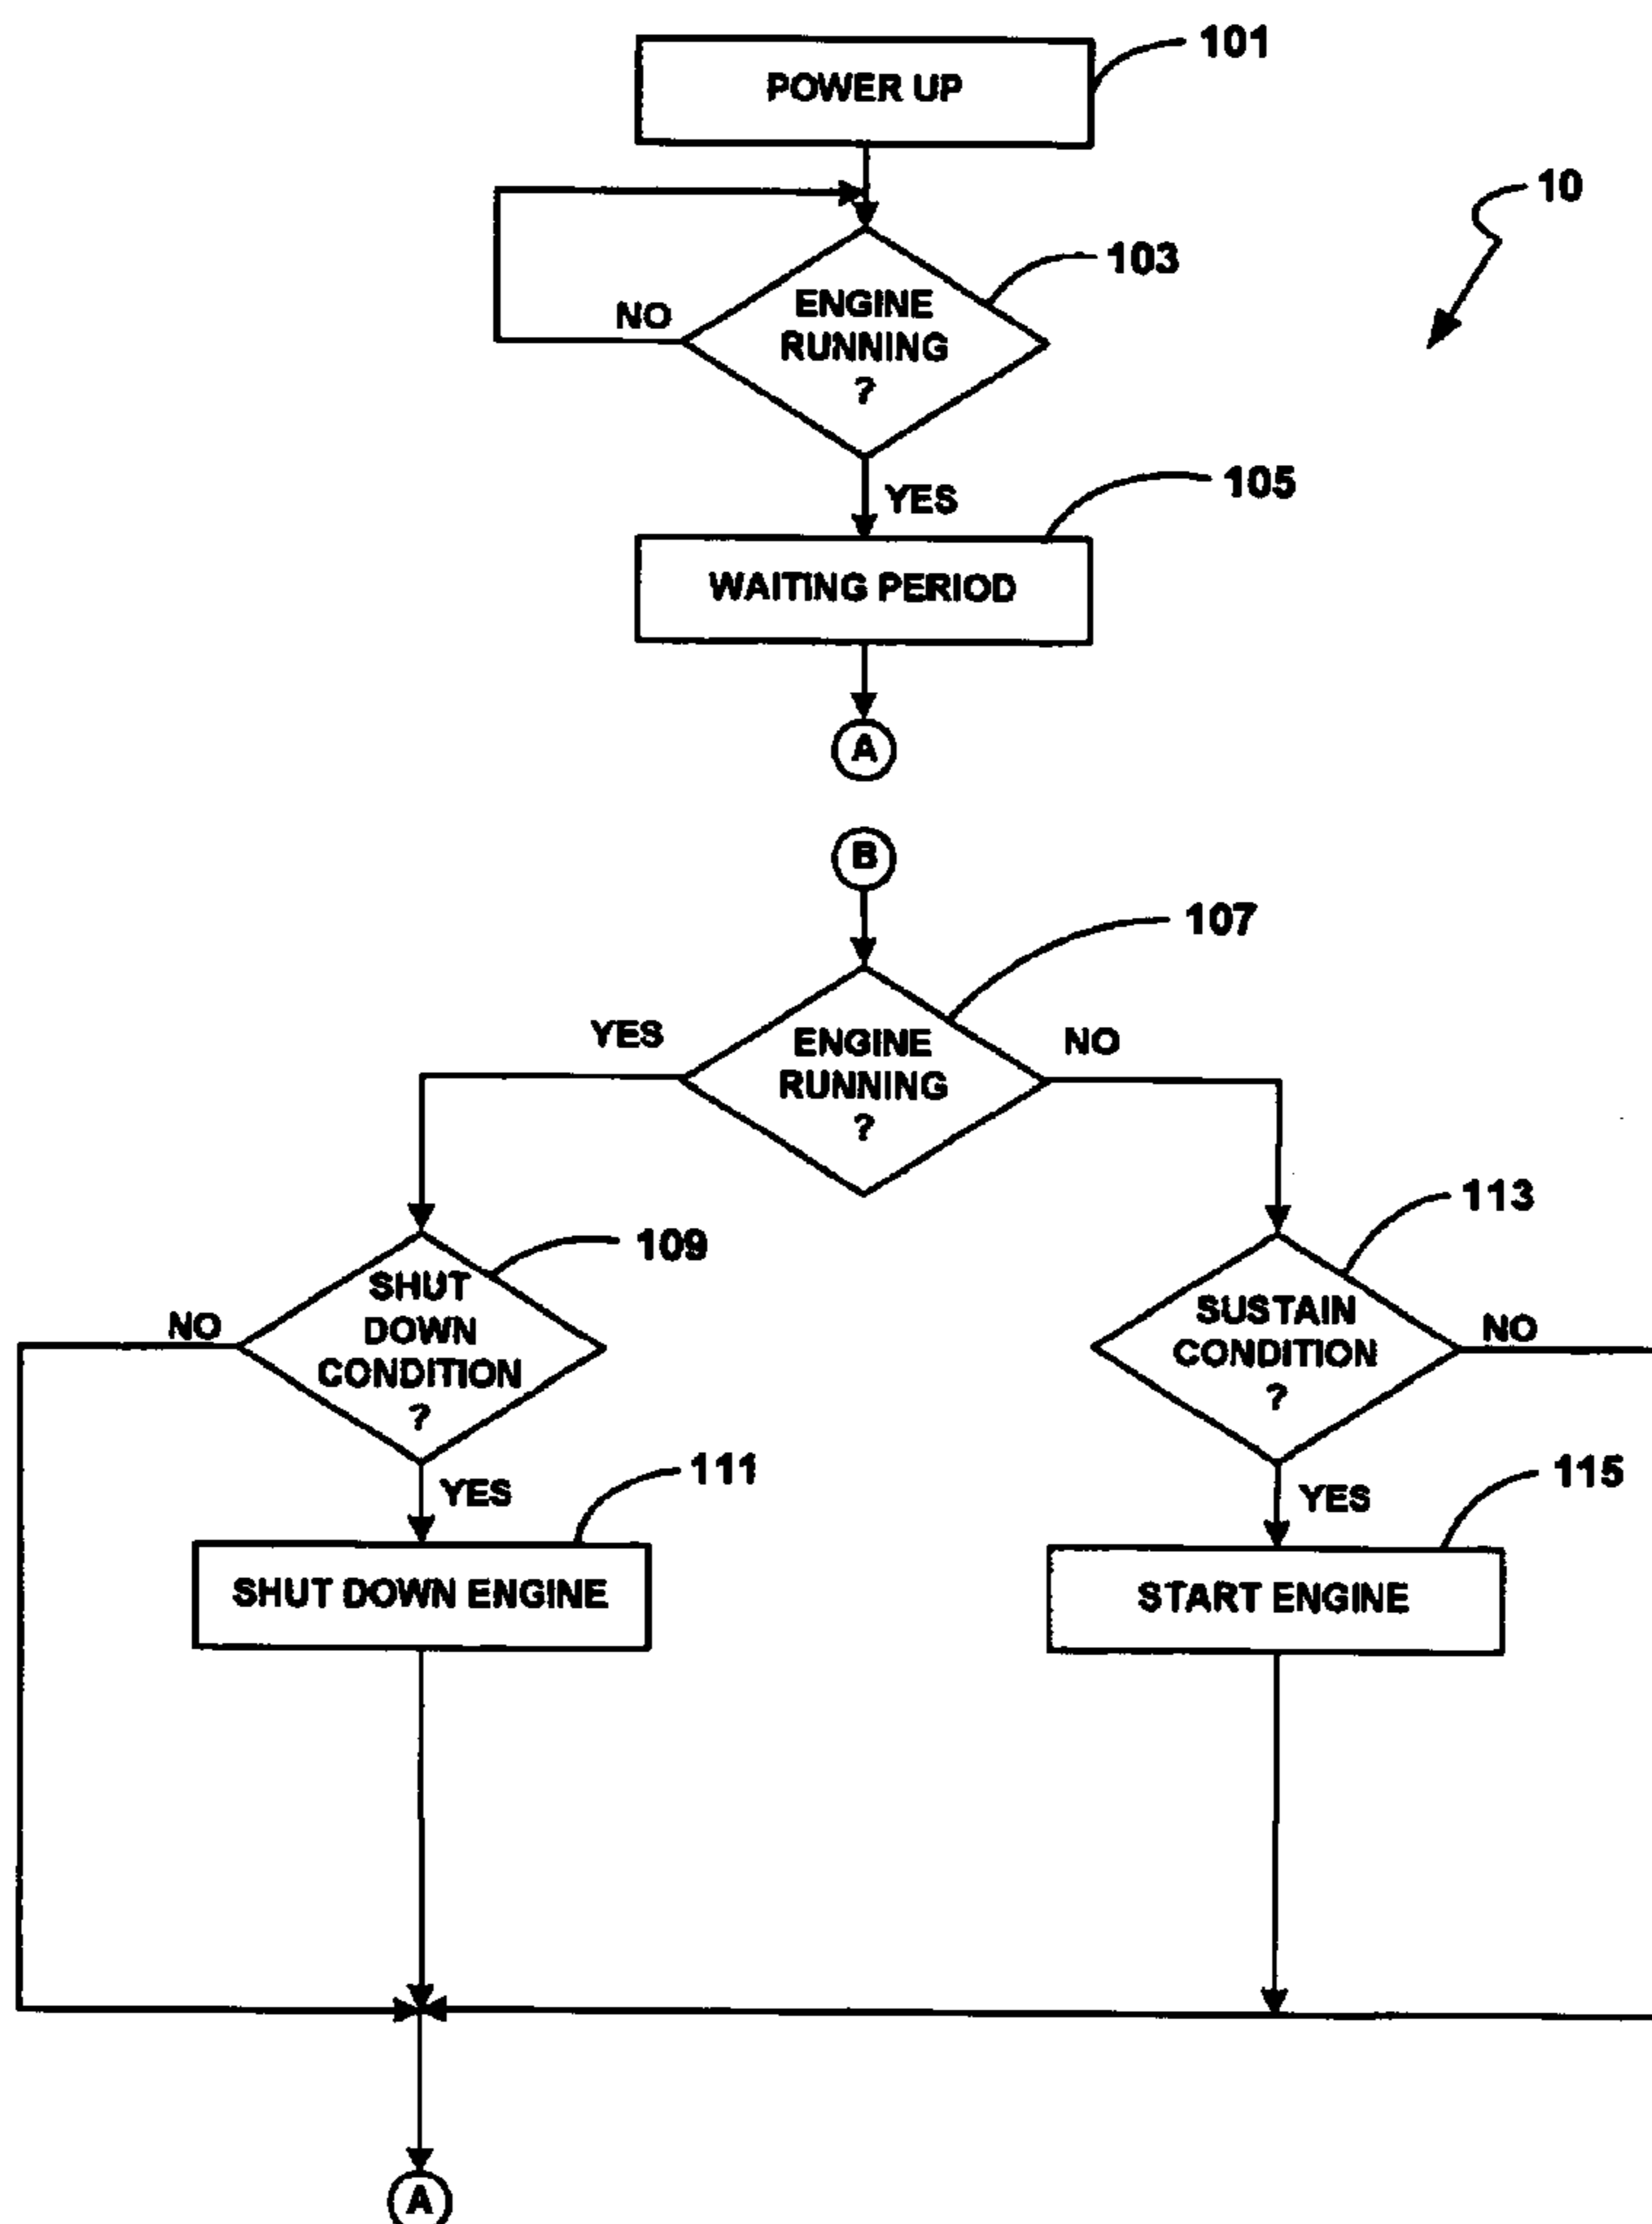 POWER UP
101
10
ENGINE
RUNNING
?
103
NO
YES
105
WAITING PERIOD
A
B
107
YES
ENGINE
RUNNING
?
NO
113
109
SHUT
DOWN
CONDITION
?
NO
SUSTAIN
CONDITION
?
NO
YES
111
YES
115
SHUT DOWN ENGINE
START ENGINE
A